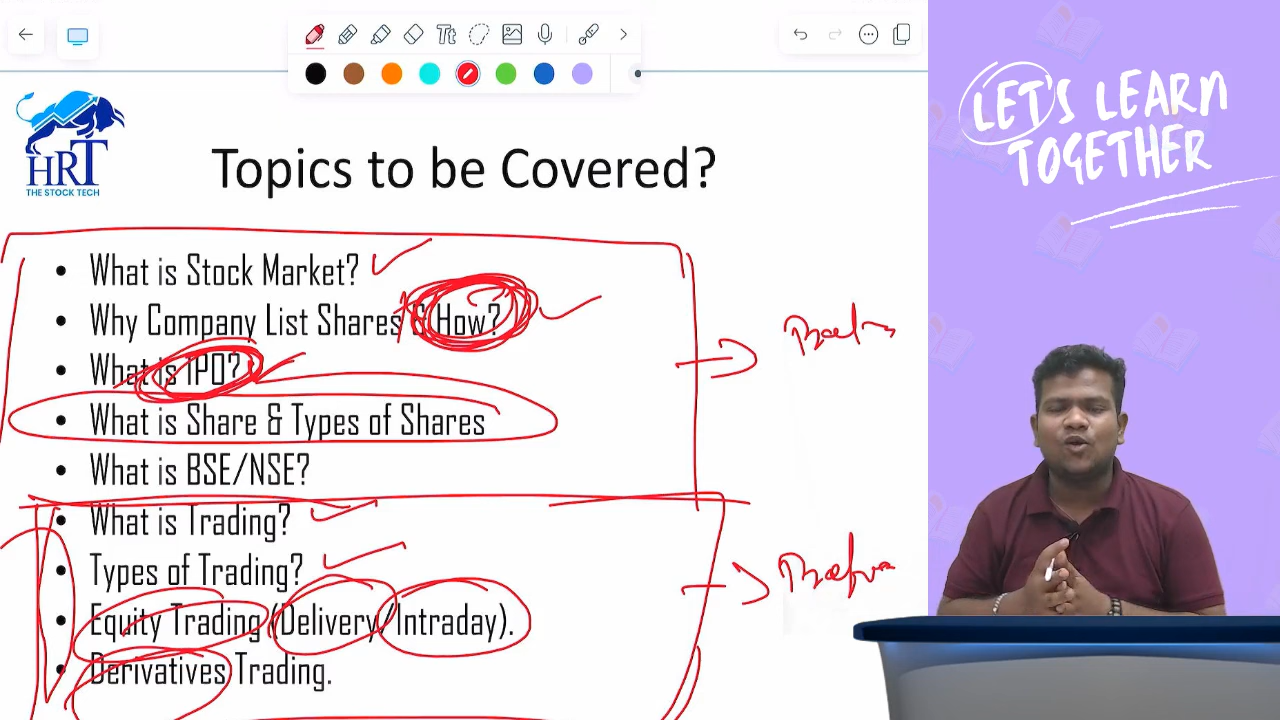 HRT
THE STOCK TECH
Topics to be Covered?
• What is Stock Market?
• Why Company List Shares & How?
• What is IPO?
• What is Share & Types of Shares
• What is BSE/NSE?
• What is Trading?
• Types of Trading?
• Equity Trading (Delivery/Intraday).
• Derivatives Trading.
LET'S LEARN
TOGETHER